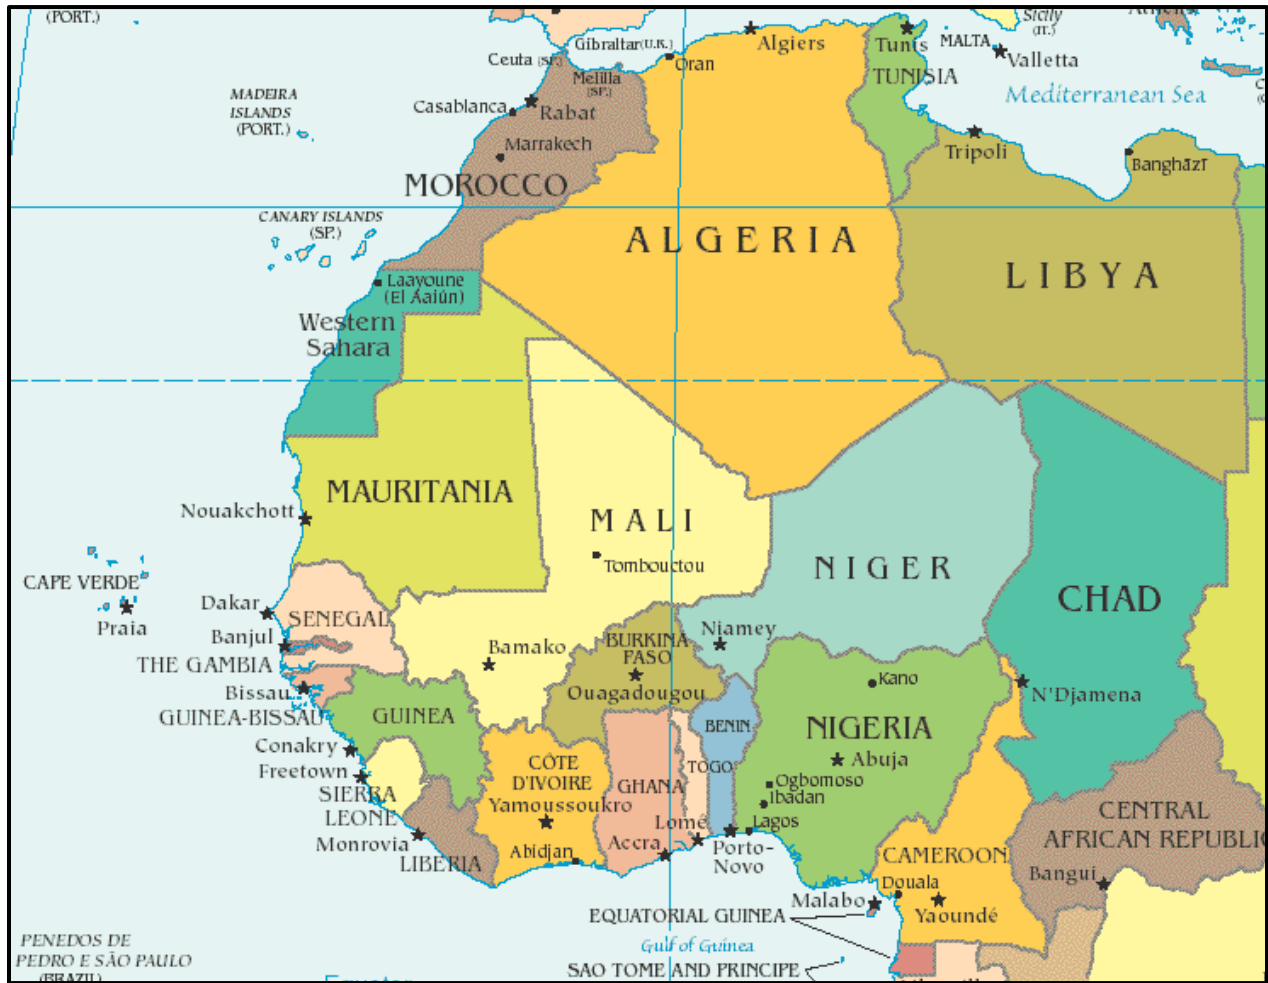 (PORT.)
Sicily
(IT.)
Gibraltar(U.K.)
Algiers
Tunis
MALTA
Valletta
Ceuta (SP.)
Oran
Melilla
(SP.)
TUNISIA
Mediterranean Sea
MADEIRA
ISLANDS
(PORT.)
Casablanca
Rabat
Tripoli
Banghāzī
Marrakech
MOROCCO
CANARY ISLANDS
(SP.)
ALGERIA
LIBYA
Laayoune
(El Aaiún)
Western
Sahara
MAURITANIA
Nouakchott
MALI
Tombouctou
NIGER
CHAD
CAPE VERDE
Praia
Dakar
SENEGAL
Banjul
THE GAMBIA
Bamako
BURKINA
FASO
Niamey
Ouagadougou
Bissau
GUINEA-BISSAU
GUINEA
Kano
N'Djamena
BENIN
NIGERIA
Abuja
Conakry
Freetown
SIERRA
LEONE
CÔTE
D'IVOIRE
Yamoussoukro
GHANA
TOGO
Ogbomoso
Ibadan
Lagos
CENTRAL
AFRICAN REPUBLIC
Monrovia
LIBERIA
Abidjan
Accra
Lomé
Porto-
Novo
CAMEROON
Bangui
Douala
Malabo
Yaoundé
EQUATORIAL GUINEA
Gulf of Guinea
PENEDOS DE
PEDRO E SÃO PAULO
(BRAZIL)
SAO TOME AND PRINCIPE
Equator